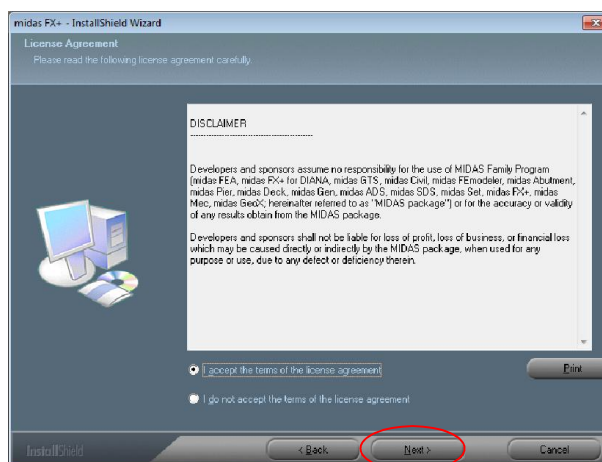 midas FX+ - InstallShield Wizard
License Agreement
Please read the following license agreement carefully.
DISCLAIMER
------------------------------------------------
Developers and sponsors assume no responsibility for the use of MIDAS Family Program
(midas FEA, midas FX+ for DIANA, midas GTS, midas Civil, midas FEmodeler, midas Abutment,
midas Pier, midas Deck, midas Gen, midas ADS, midas SDS, midas Set, midas FX+, midas
Mec, midas GeoX; hereinafter referred to as "MIDAS package") or for the accuracy or validity
of any results obtain from the MIDAS package.
Developers and sponsors shall not be liable for loss of profit, loss of business, or financial loss
which may be caused directly or indirectly by the MIDAS package, when used for any
purpose or use, due to any defect or deficiency therein.
I accept the terms of the license agreement
Print
I do not accept the terms of the license agreement
InstallShield
< Back
Next >
Cancel